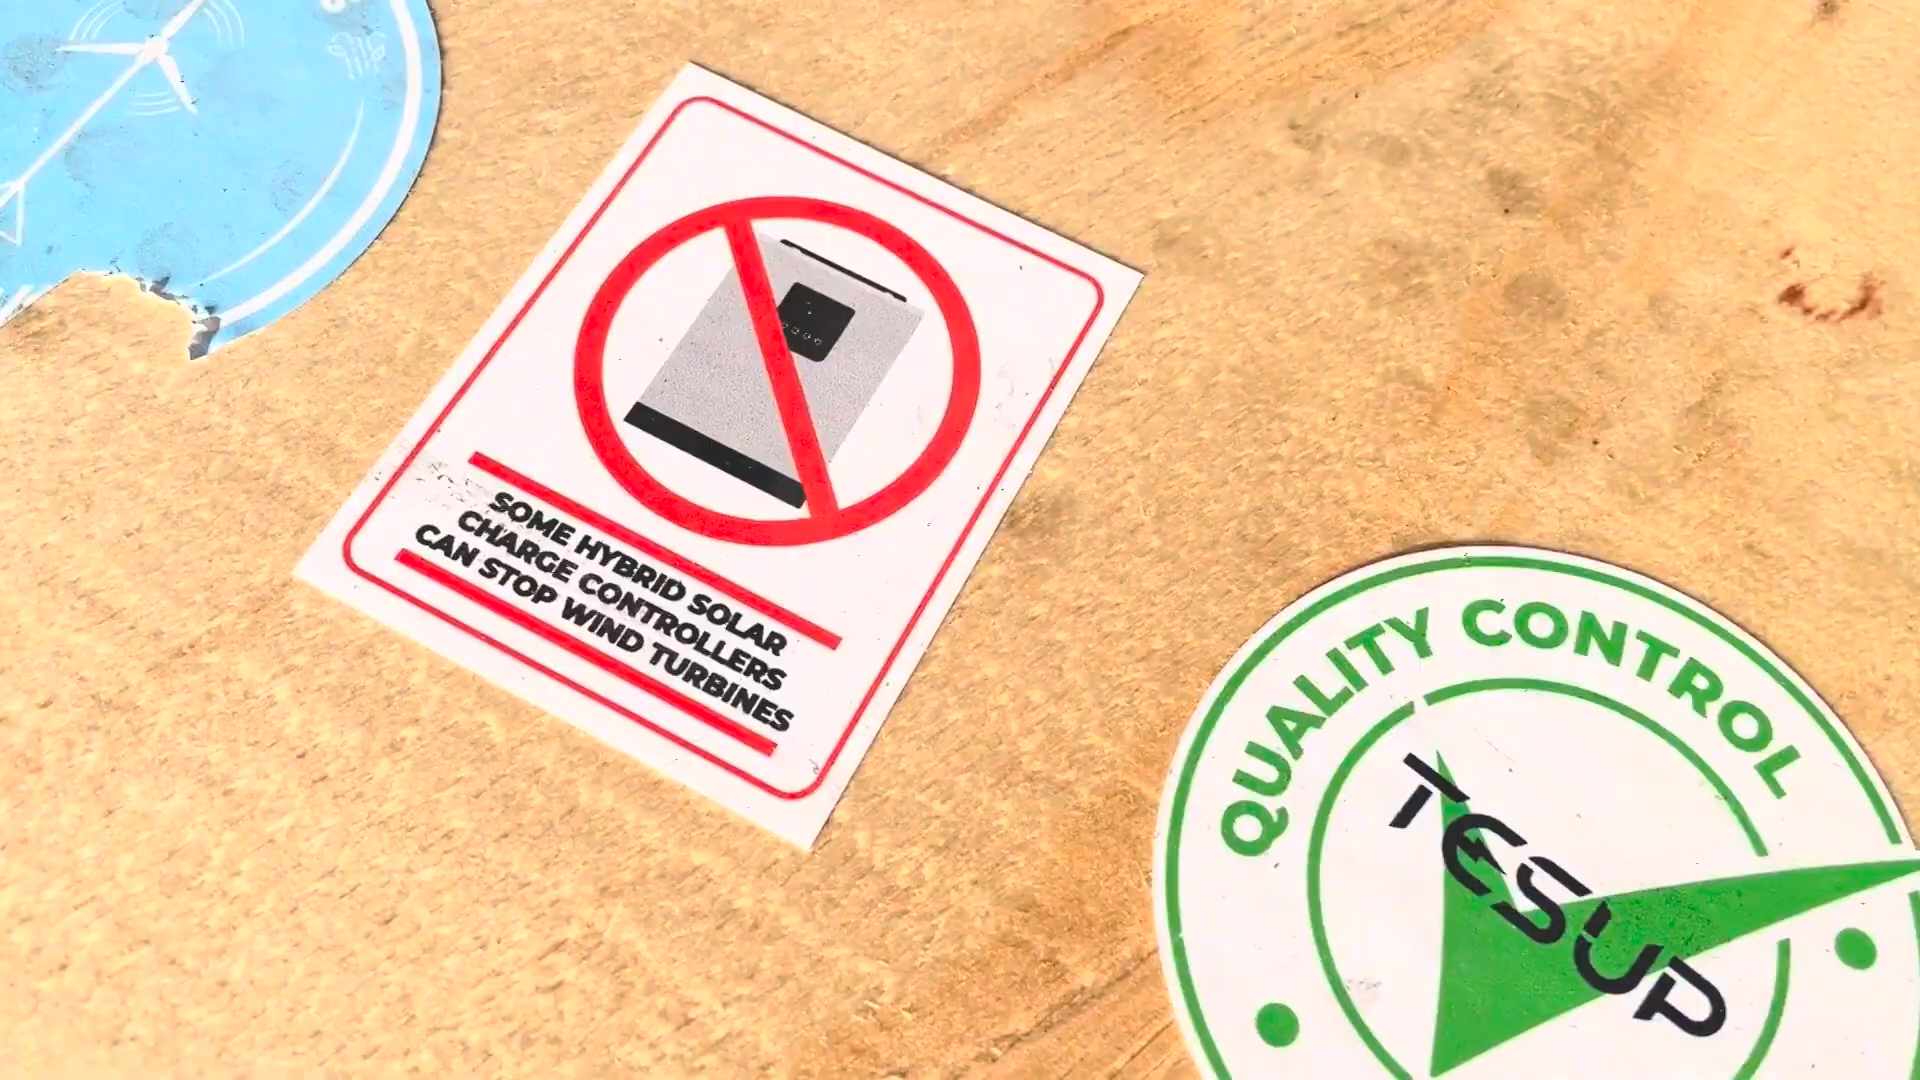 SOME HYBRID SOLAR
CHARGE CONTROLLERS
CAN STOP WIND TURBINES
QUALITY CONTROL
TESUP